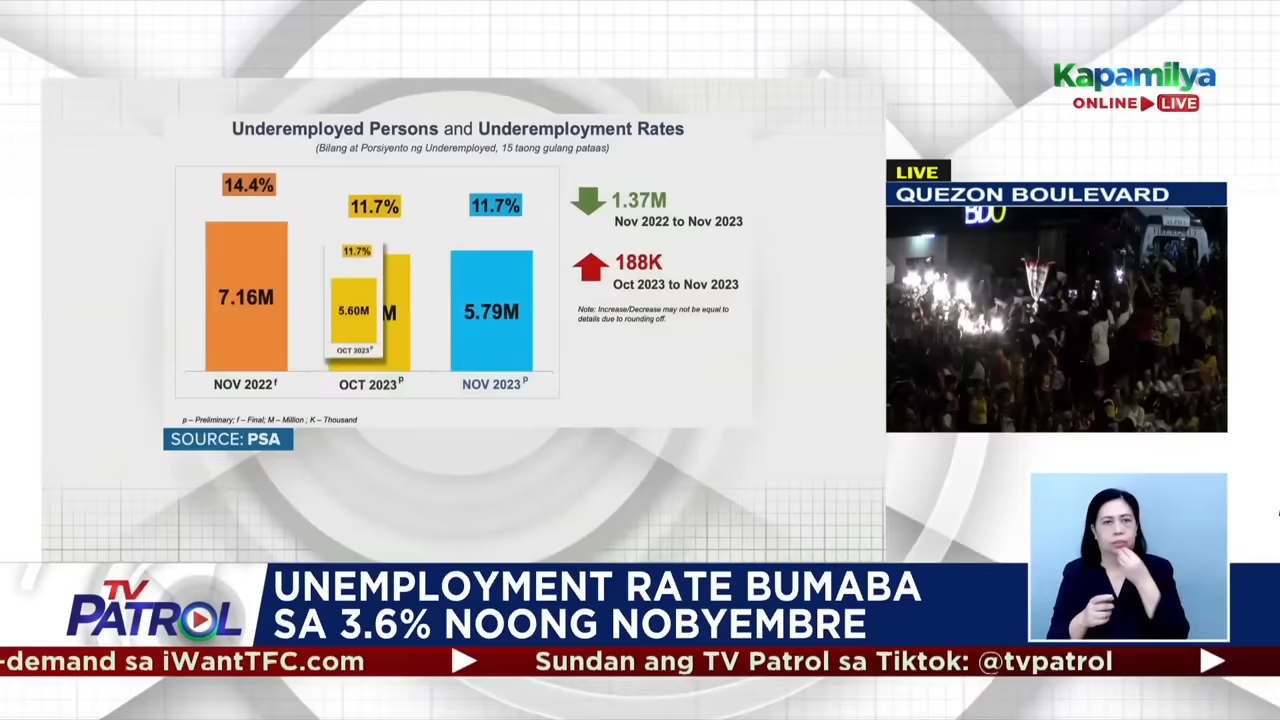 Kapamilya
ONLINE LIVE
Underemployed Persons and Underemployment Rates
(Bilang at Porsiyento ng Underemployed, 15 taong gulang pataas)
14.4%
11.7%
11.7%
11.7%
7.16M
5.60M
M
5.79M
OCT 2023p
NOV 2022f
OCT 2023p
NOV 2023p
1.37M
Nov 2022 to Nov 2023
188K
Oct 2023 to Nov 2023
Note: Increase/Decrease may not be equal to
details due to rounding off.
p – Preliminary; f – Final; M – Million ; K – Thousand
SOURCE: PSA
LIVE
QUEZON BOULEVARD
BDO
TV
PATROL
UNEMPLOYMENT RATE BUMABA
SA 3.6% NOONG NOBYEMBRE
-demand sa iWantTFC.com Sundan ang TV Patrol sa Tiktok: @tvpatrol